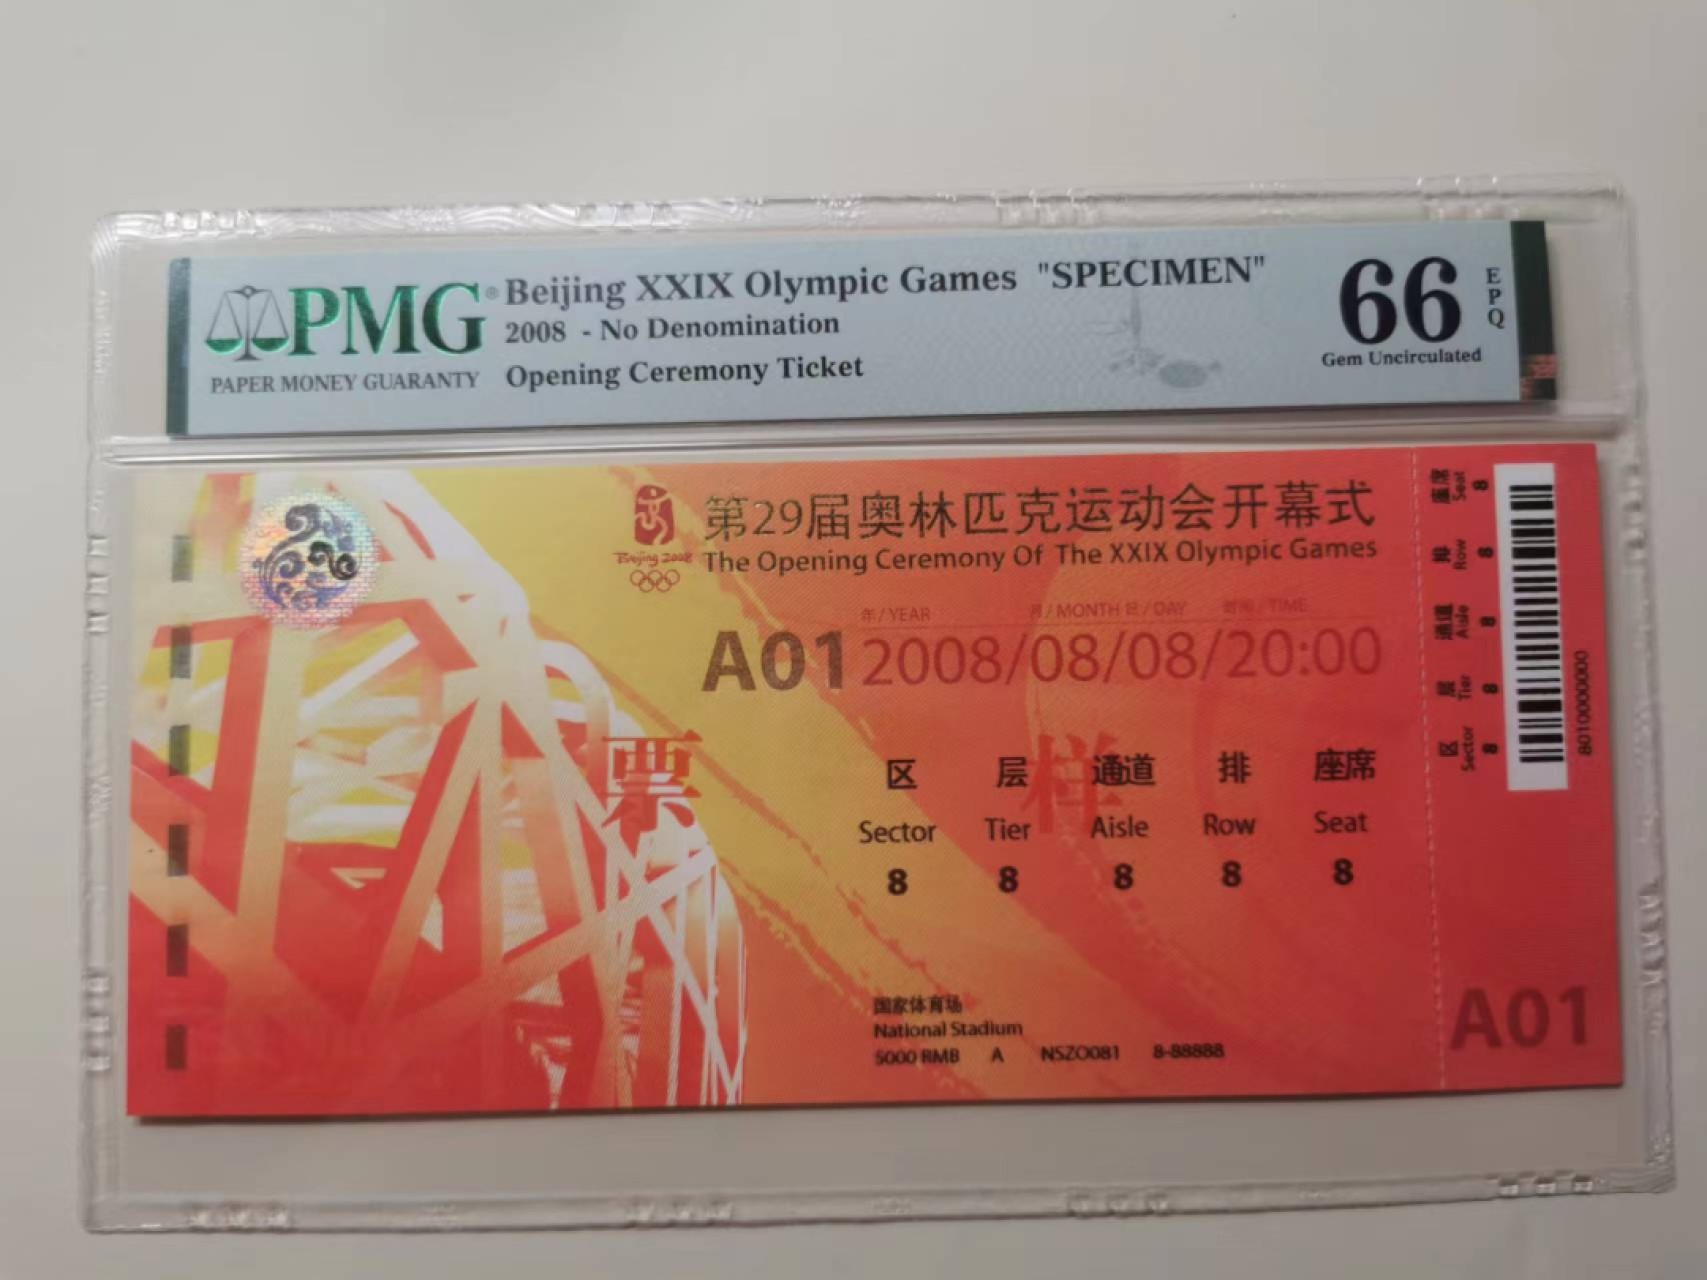 PMG
PAPER MONEY GUARANTY
Beijing XXIX Olympic Games "SPECIMEN"
2008 - No Denomination
Opening Ceremony Ticket
66
EPQ
Gem Uncirculated
第29届奥林匹克运动会开幕式
Beijing 2008
The Opening Ceremony Of The XXIX Olympic Games
年/YEAR 月/MONTH 日/DAY 时间/TIME
A01 2008/08/08/20:00
票样
区 层 通道 排 座席
Sector Tier Aisle Row Seat
8 8 8 8 8
国家体育场
National Stadium
5000 RMB A NSZO081 8-88888
区 层 通道 排 座席
Sector Tier Aisle Row Seat
8 8 8 8 8
8010000000
A01